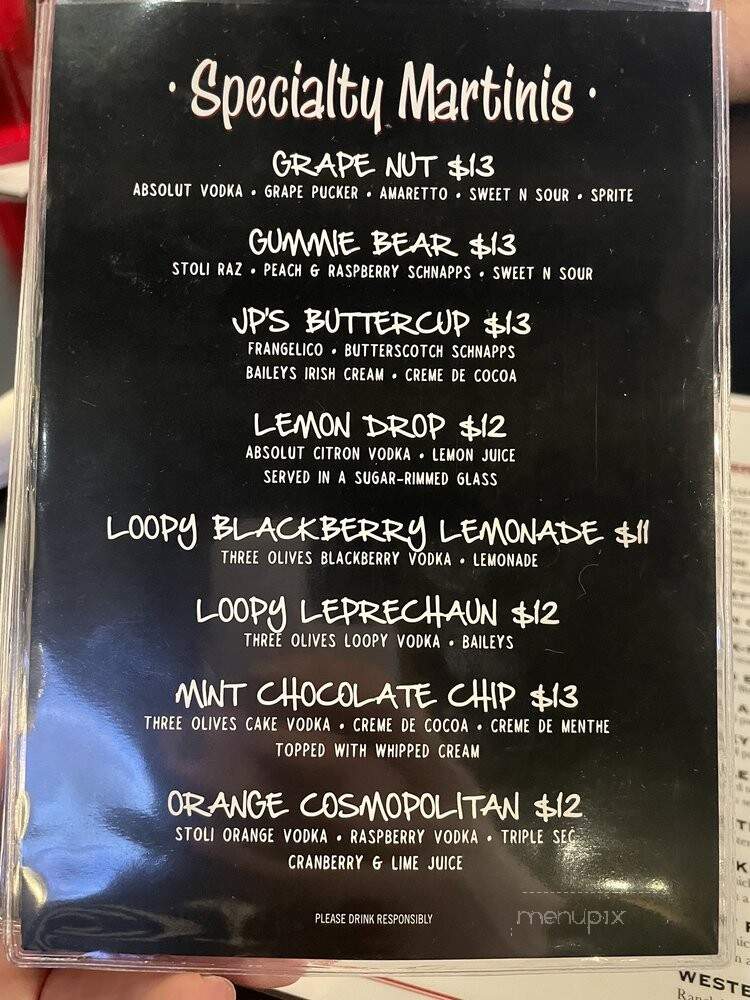 · Specialty Martinis ·
GRAPE NUT $13
ABSOLUT VODKA • GRAPE PUCKER • AMARETTO • SWEET N SOUR • SPRITE
GUMMIE BEAR $13
STOLI RAZ • PEACH & RASPBERRY SCHNAPPS • SWEET N SOUR
JP'S BUTTERCUP $13
FRANGELICO • BUTTERSCOTCH SCHNAPPS
BAILEYS IRISH CREAM • CREME DE COCOA
LEMON DROP $12
ABSOLUT CITRON VODKA • LEMON JUICE
SERVED IN A SUGAR-RIMMED GLASS
LOOPY BLACKBERRY LEMONADE $11
THREE OLIVES BLACKBERRY VODKA • LEMONADE
LOOPY LEPRECHAUN $12
THREE OLIVES LOOPY VODKA • BAILEYS
MINT CHOCOLATE CHIP $13
THREE OLIVES CAKE VODKA • CREME DE COCOA • CREME DE MENTHE
TOPPED WITH WHIPPED CREAM
ORANGE COSMOPOLITAN $12
STOLI ORANGE VODKA • RASPBERRY VODKA • TRIPLE SEC
CRANBERRY & LIME JUICE
PLEASE DRINK RESPONSIBLY
menupix